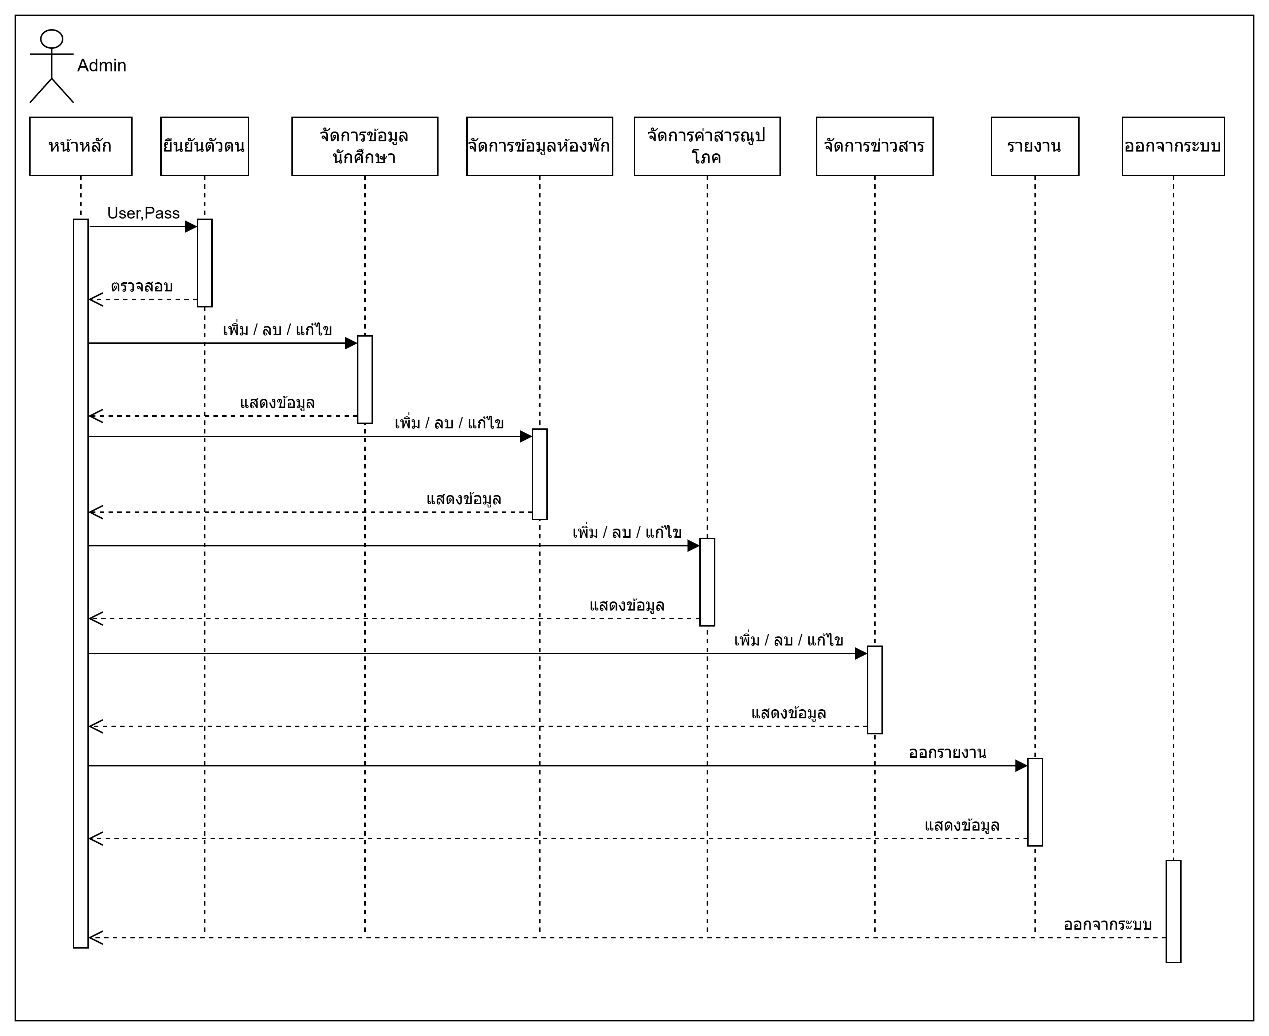 Admin
หน้าหลัก
ยืนยันตัวตน
จัดการข้อมูล
นักศึกษา
จัดการข้อมูลห้องพัก
จัดการค่าสารณูป
โภค
จัดการข่าวสาร
รายงาน
ออกจากระบบ
User,Pass
ตรวจสอบ
เพิ่ม / ลบ / แก้ไข
แสดงข้อมูล
เพิ่ม / ลบ / แก้ไข
แสดงข้อมูล
เพิ่ม / ลบ / แก้ไข
แสดงข้อมูล
เพิ่ม / ลบ / แก้ไข
แสดงข้อมูล
ออกรายงาน
แสดงข้อมูล
ออกจากระบบ